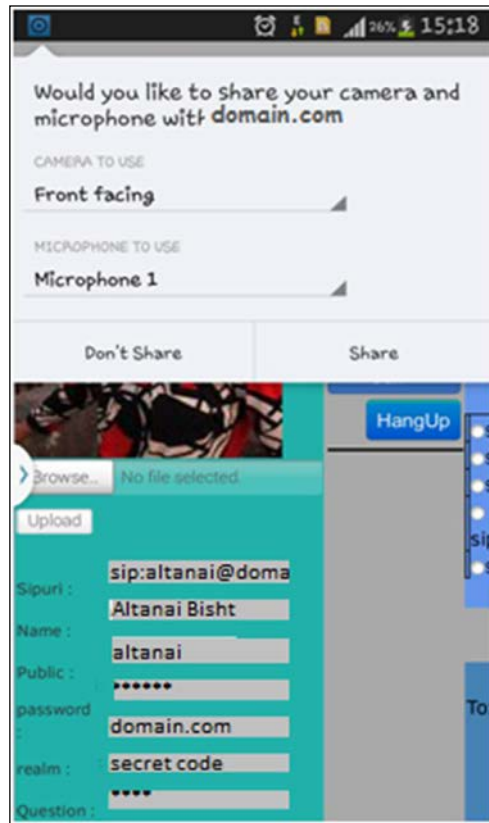 26% 15:18
Would you like to share your camera and
microphone with domain.com
CAMERA TO USE
Front facing
MICROPHONE TO USE
Microphone 1
Don't Share Share
HangUp
Browse... No file selected.
Upload
Sipuri : sip:altanai@doma
Name : Altanai Bisht
Public : altanai
password : ••••••
realm : domain.com
Question : secret code
••••
sip
To